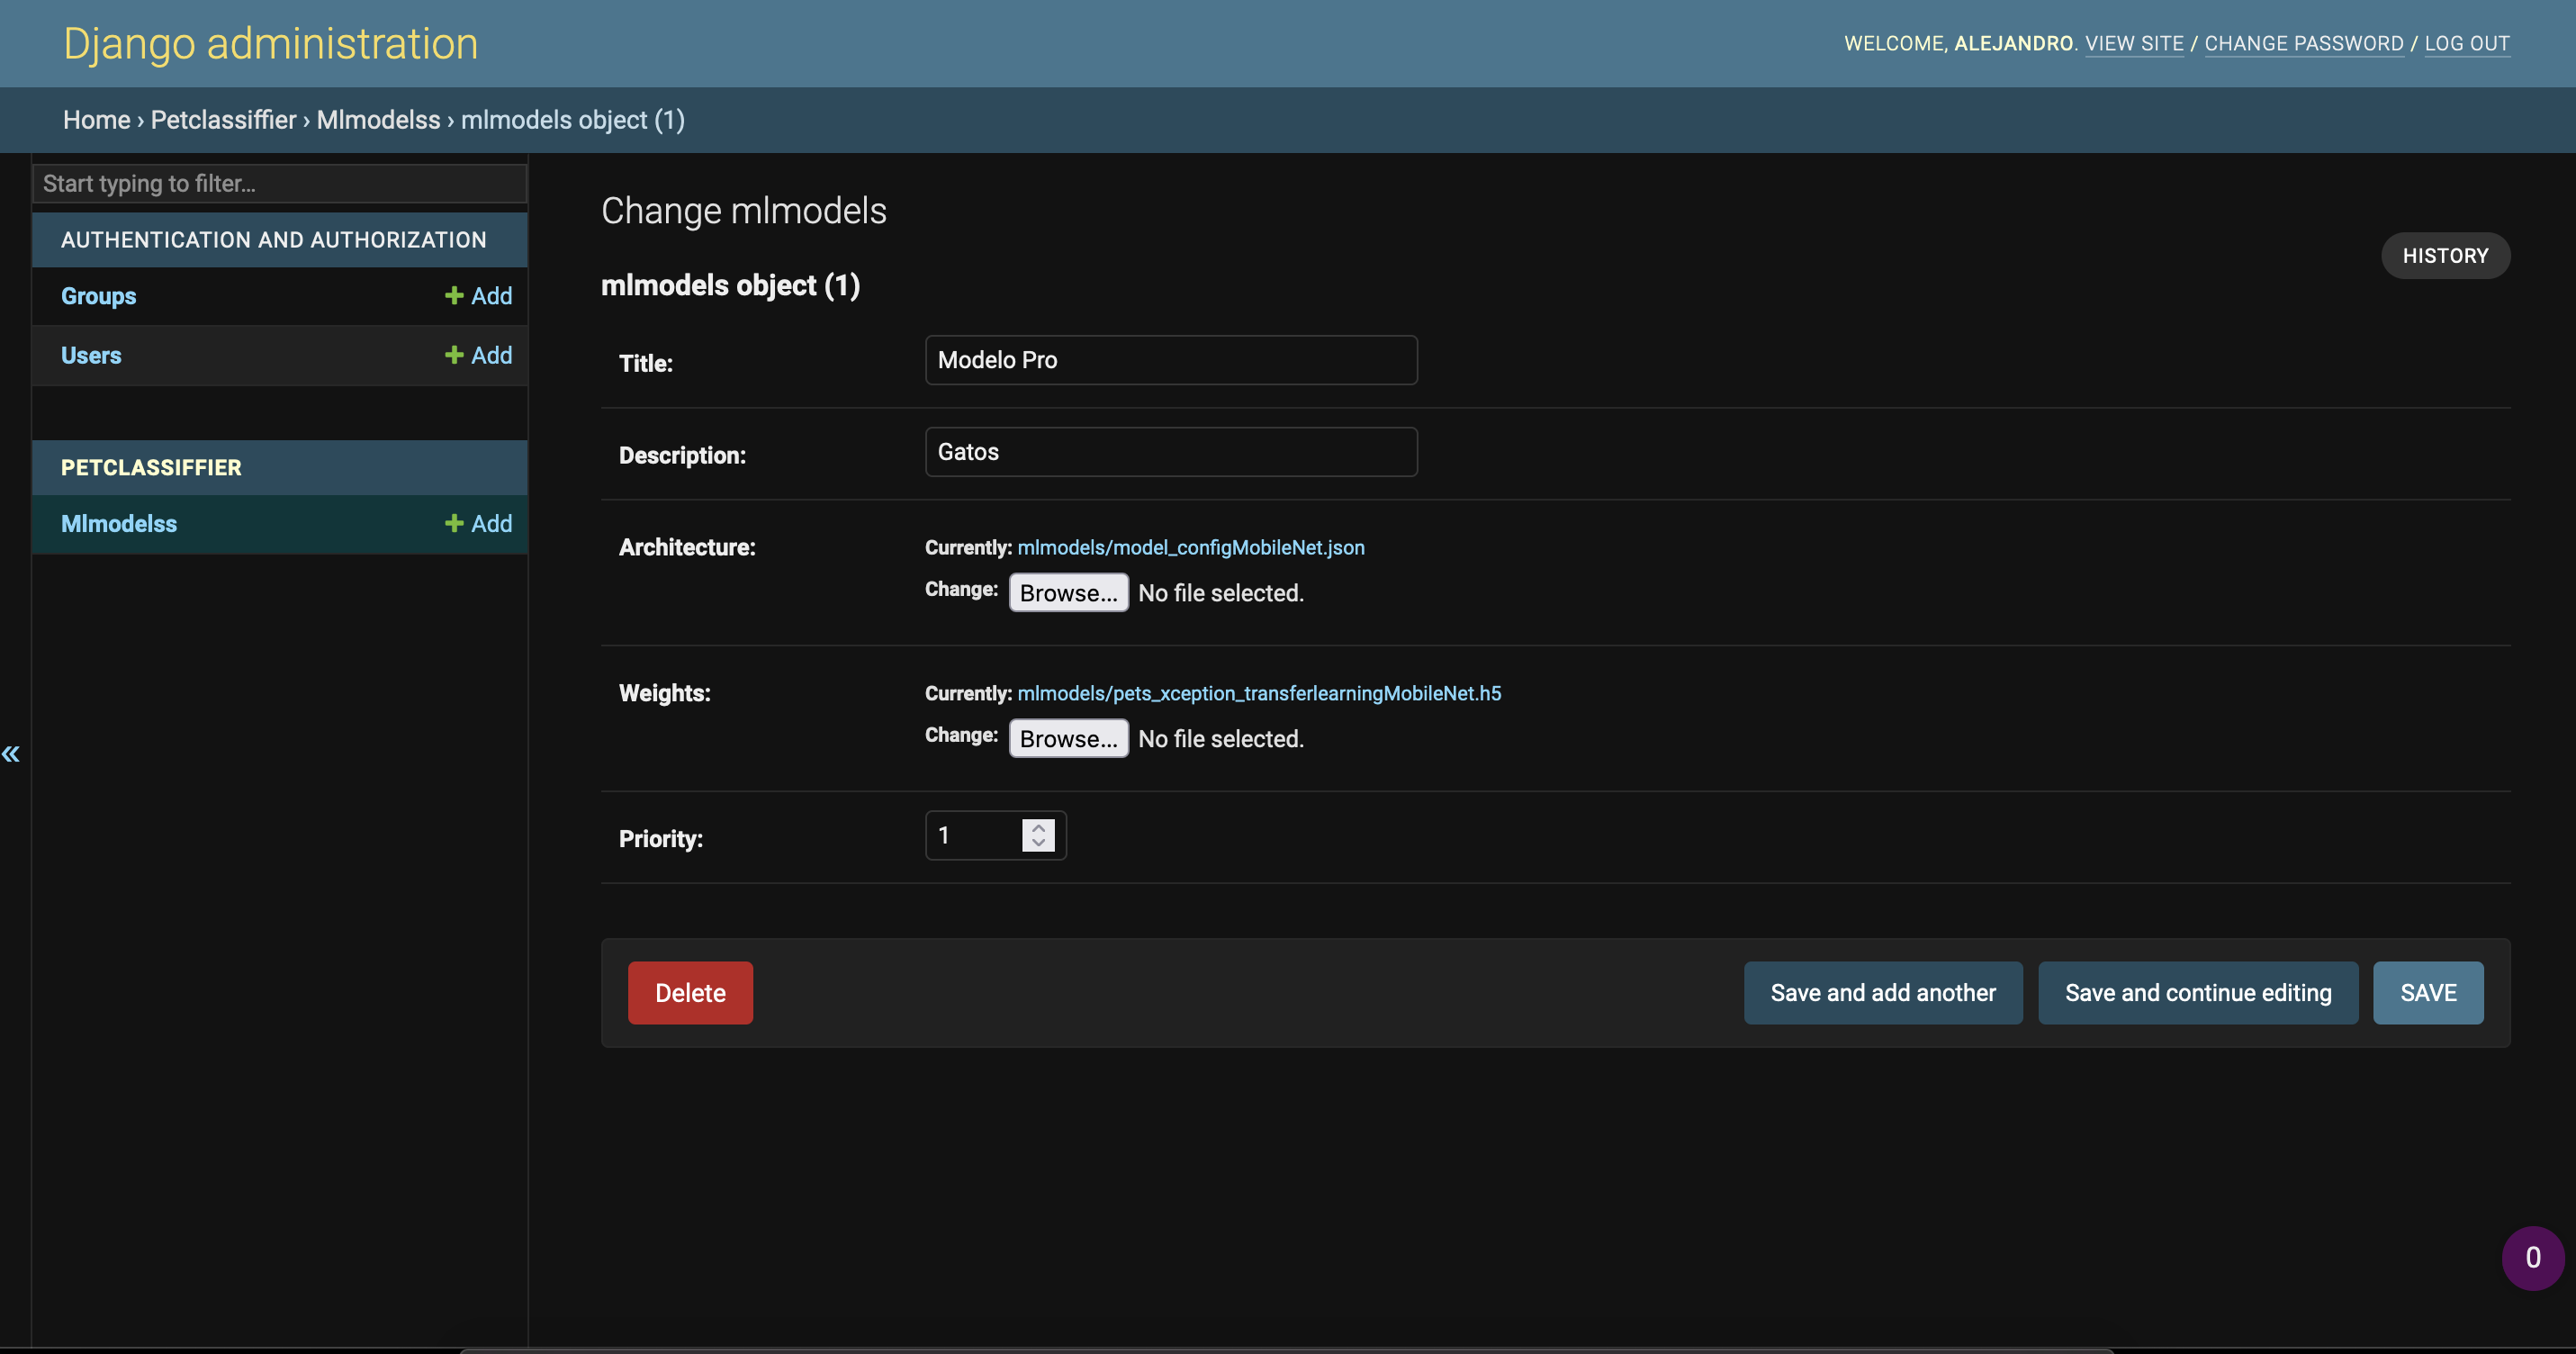 Django administration
WELCOME, ALEJANDRO. VIEW SITE / CHANGE PASSWORD / LOG OUT
Home › Petclassiffier › Mlmodelss › mlmodels object (1)
Start typing to filter...
AUTHENTICATION AND AUTHORIZATION
Groups + Add
Users + Add
PETCLASSIFFIER
Mlmodelss + Add
«
Change mlmodels
HISTORY
mlmodels object (1)
Title: Modelo Pro
Description: Gatos
Architecture: Currently: mlmodels/model_configMobileNet.json
Change: Browse... No file selected.
Weights: Currently: mlmodels/pets_xception_transferlearningMobileNet.h5
Change: Browse... No file selected.
Priority: 1
Delete Save and add another Save and continue editing SAVE
0